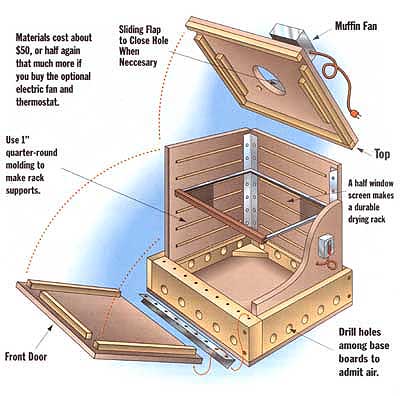 Materials cost about
$50, or half again
that much more if
you buy the optional
electric fan and
thermostat.
Sliding Flap
to Close Hole
When
Neccesary
Muffin Fan
Top
Use 1"
quarter-round
molding to
make rack
supports.
A half window
screen makes
a durable
drying rack
Front Door
Drill holes
among base
boards to
admit air.